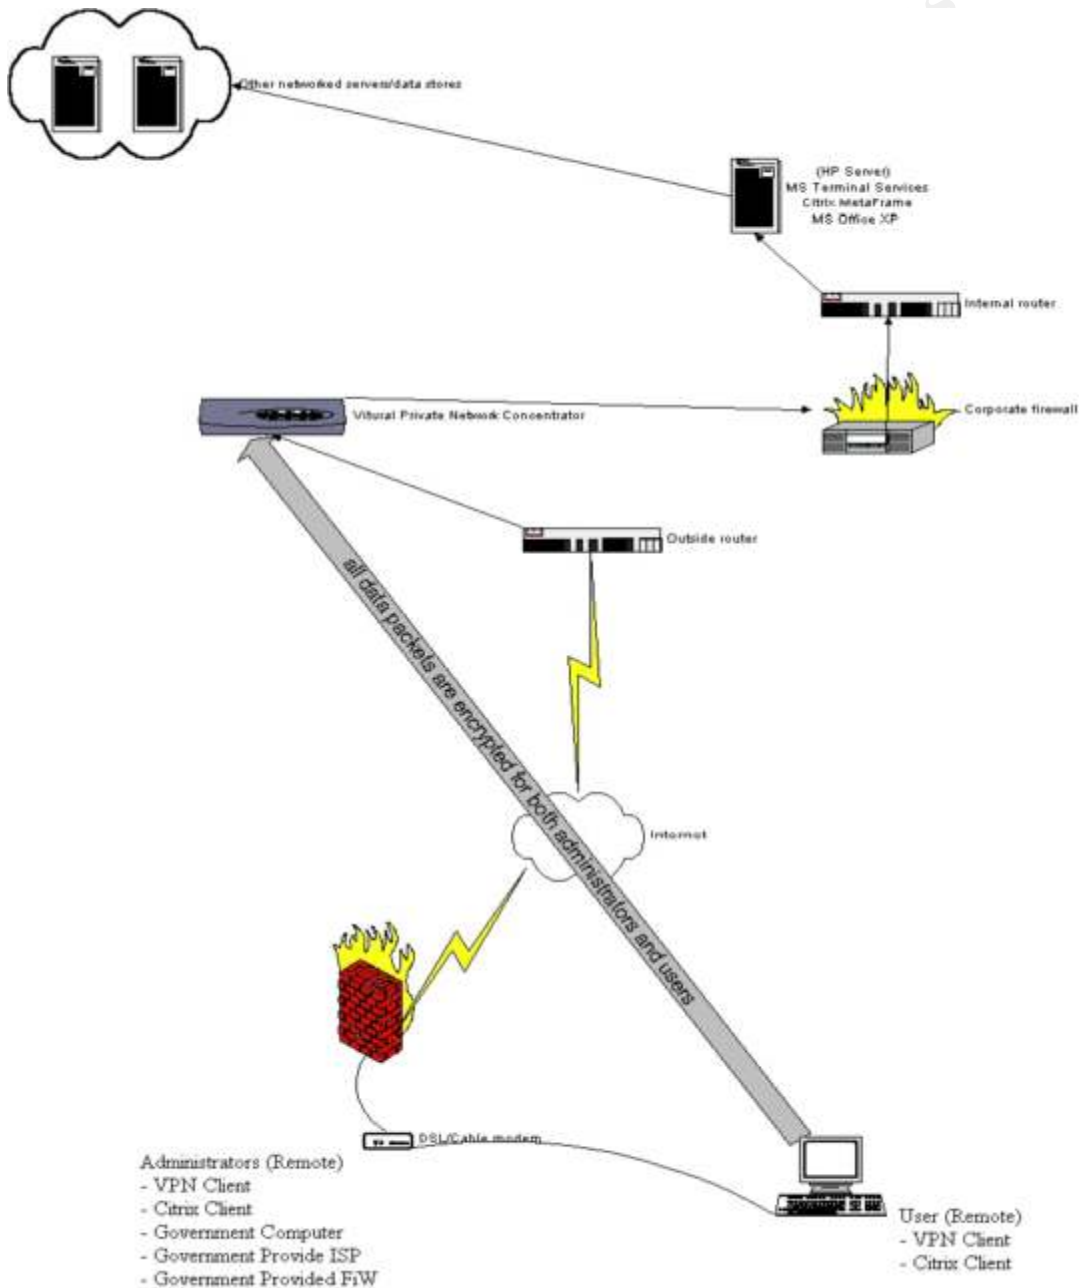 Other networked servers/data stores
(HP Server)
MS Terminal Services
Citrix MetaFrame
MS Office XP
Internal router
Vitural Private Network Concentrator
Corporate firewall
Outside router
all data packets are encrypted for both administrators and users
Internet
DSL/Cable modem
Administrators (Remote)
- VPN Client
- Citrix Client
- Government Computer
- Government Provide ISP
- Government Provided F/W
User (Remote)
- VPN Client
- Citrix Client